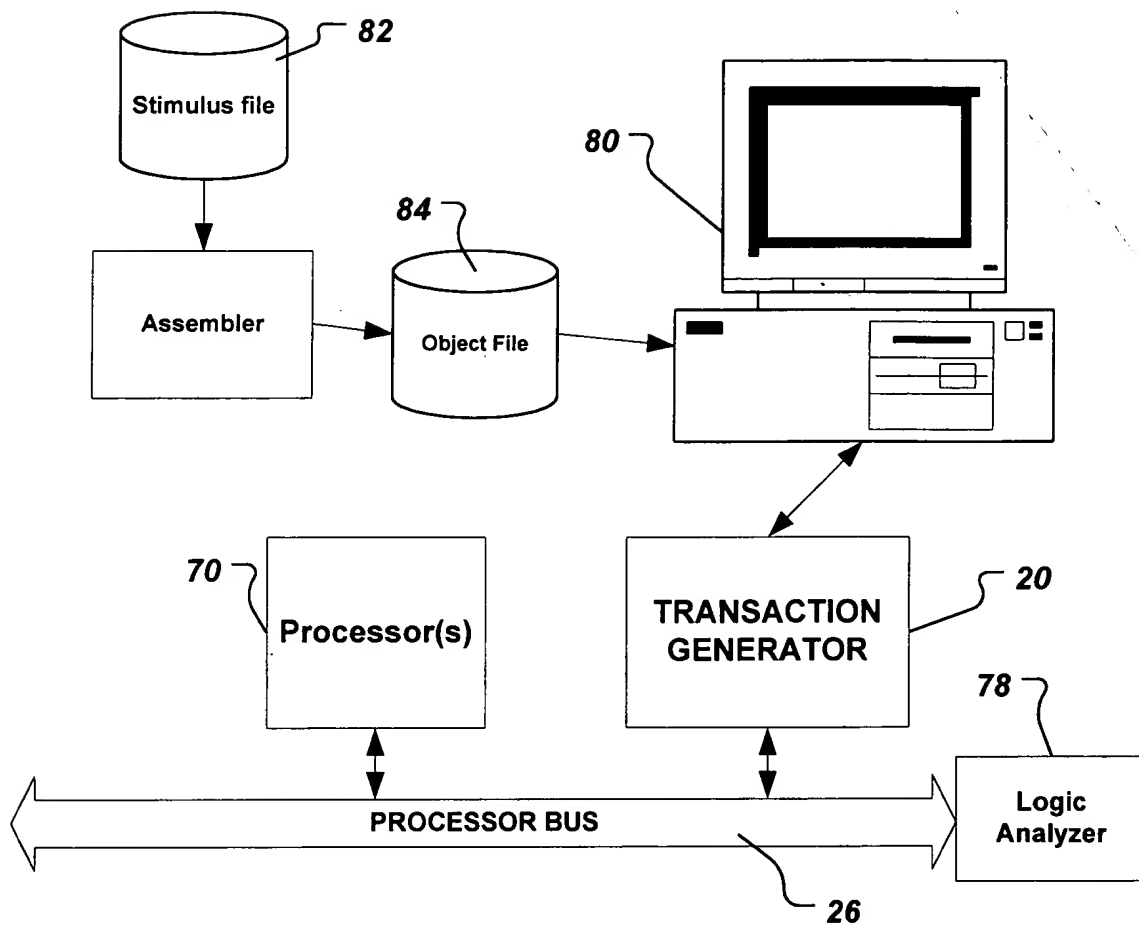 82
Stimulus file
80
84
Assembler
Object File
70
20
Processor(s)
TRANSACTION
GENERATOR
78
PROCESSOR BUS
Logic
Analyzer
26